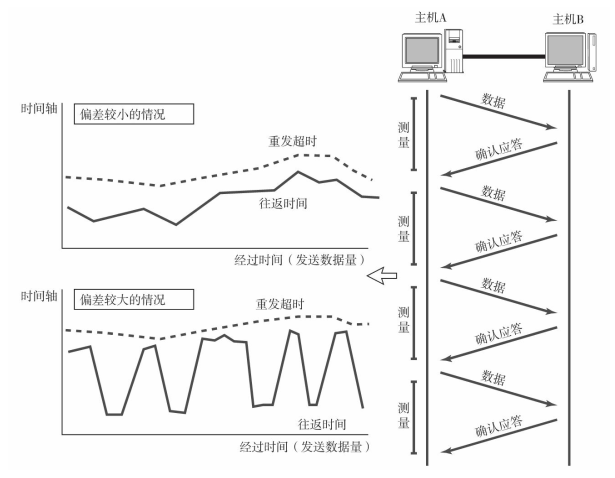 主机A
主机B
时间轴
偏差较小的情况
重发超时
往返时间
经过时间（发送数据量）
时间轴
偏差较大的情况
重发超时
往返时间
经过时间（发送数据量）
测量
数据
确认应答
测量
数据
确认应答
测量
数据
确认应答
测量
数据
确认应答